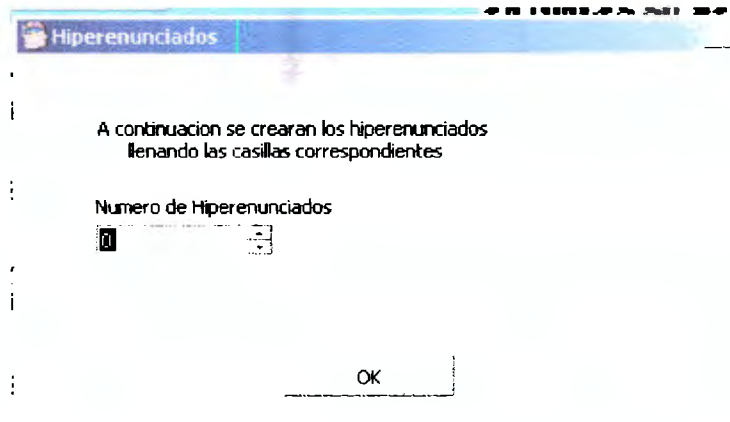 Hiperenunciados
A continuacion se crearan los hiperenunciados
llenando las casillas correspondientes
Numero de Hiperenunciados
0
OK